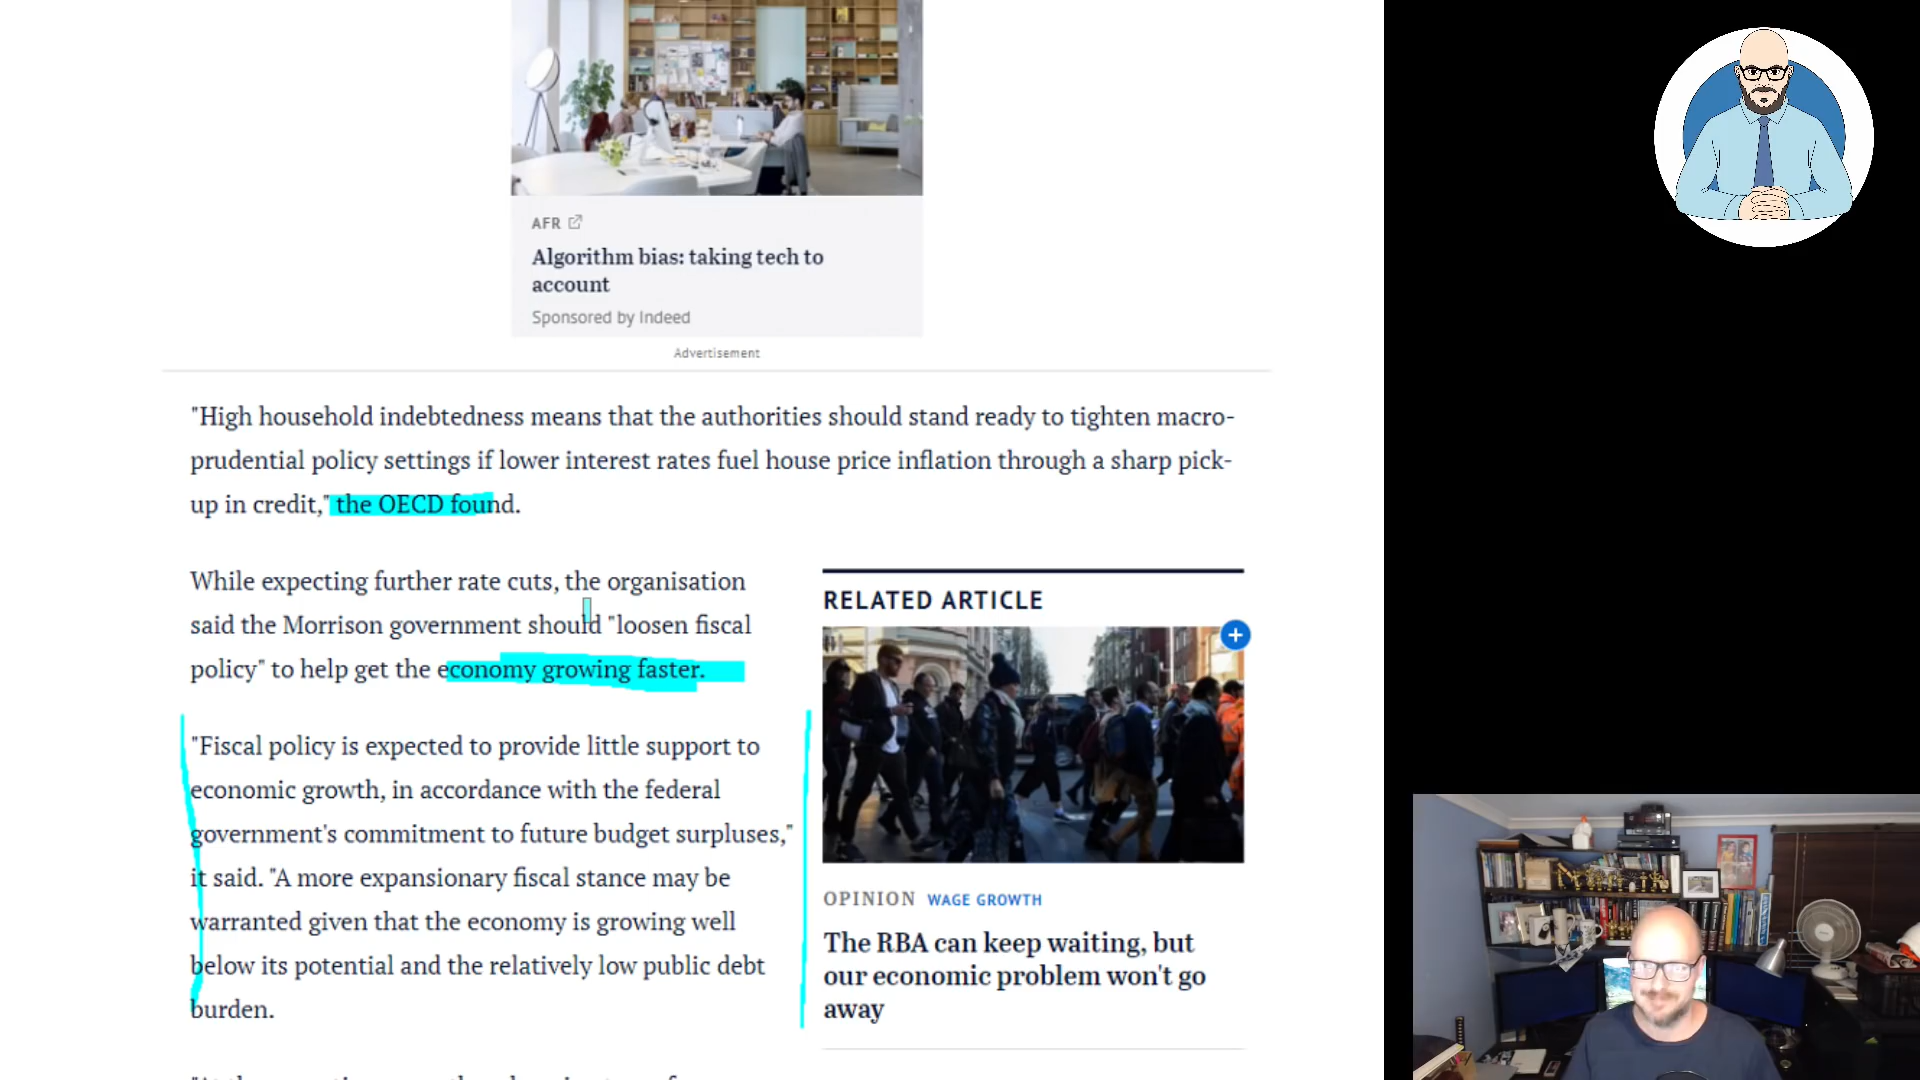 AFR
Algorithm bias: taking tech to
account
Sponsored by Indeed
Advertisement
"High household indebtedness means that the authorities should stand ready to tighten macro-
prudential policy settings if lower interest rates fuel house price inflation through a sharp pick-
up in credit," the OECD found.
While expecting further rate cuts, the organisation
said the Morrison government should "loosen fiscal
policy" to help get the economy growing faster.
"Fiscal policy is expected to provide little support to
economic growth, in accordance with the federal
government's commitment to future budget surpluses,"
it said. "A more expansionary fiscal stance may be
warranted given that the economy is growing well
below its potential and the relatively low public debt
burden.
RELATED ARTICLE
OPINION WAGE GROWTH
The RBA can keep waiting, but
our economic problem won't go
away